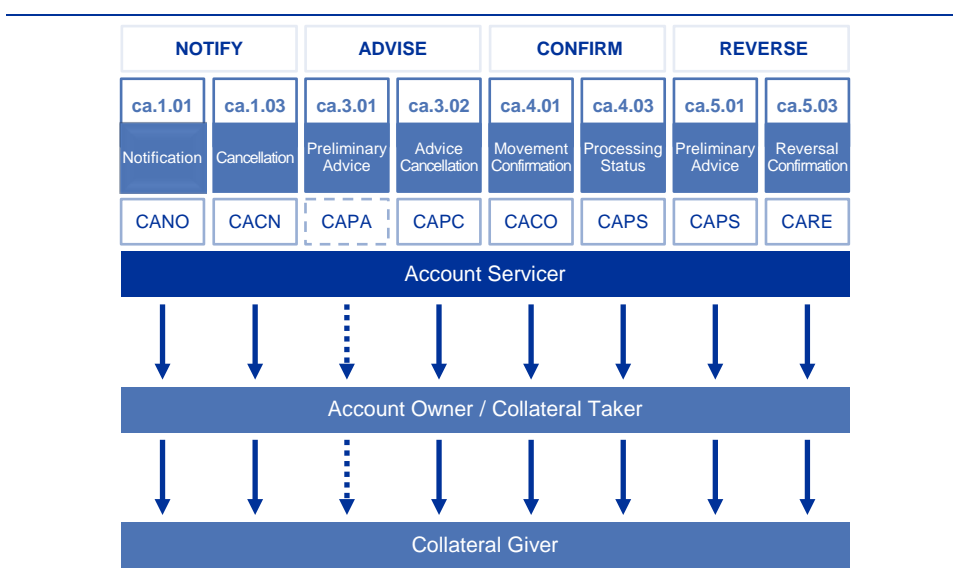 NOTIFY ADVISE CONFIRM REVERSE
ca.1.01 ca.1.03 ca.3.01 ca.3.02 ca.4.01 ca.4.03 ca.5.01 ca.5.03
Notification Cancellation Preliminary Advice Advice Cancellation Movement Confirmation Processing Status Preliminary Advice Reversal Confirmation
CANO CACN CAPA CAPC CACO CAPS CAPS CARE
Account Servicer
Account Owner / Collateral Taker
Collateral Giver